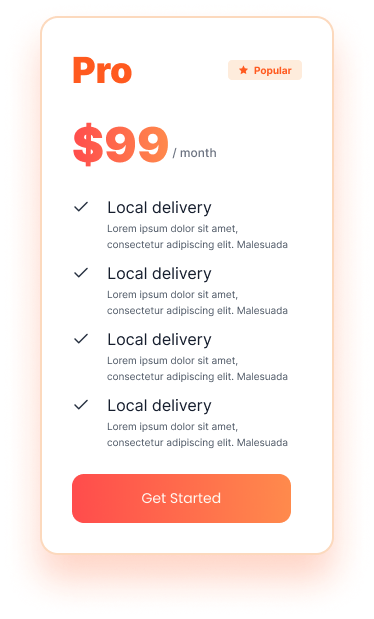 Pro
Popular
$99 / month
Local delivery
Lorem ipsum dolor sit amet,
consectetur adipiscing elit. Malesuada
Local delivery
Lorem ipsum dolor sit amet,
consectetur adipiscing elit. Malesuada
Local delivery
Lorem ipsum dolor sit amet,
consectetur adipiscing elit. Malesuada
Local delivery
Lorem ipsum dolor sit amet,
consectetur adipiscing elit. Malesuada
Get Started